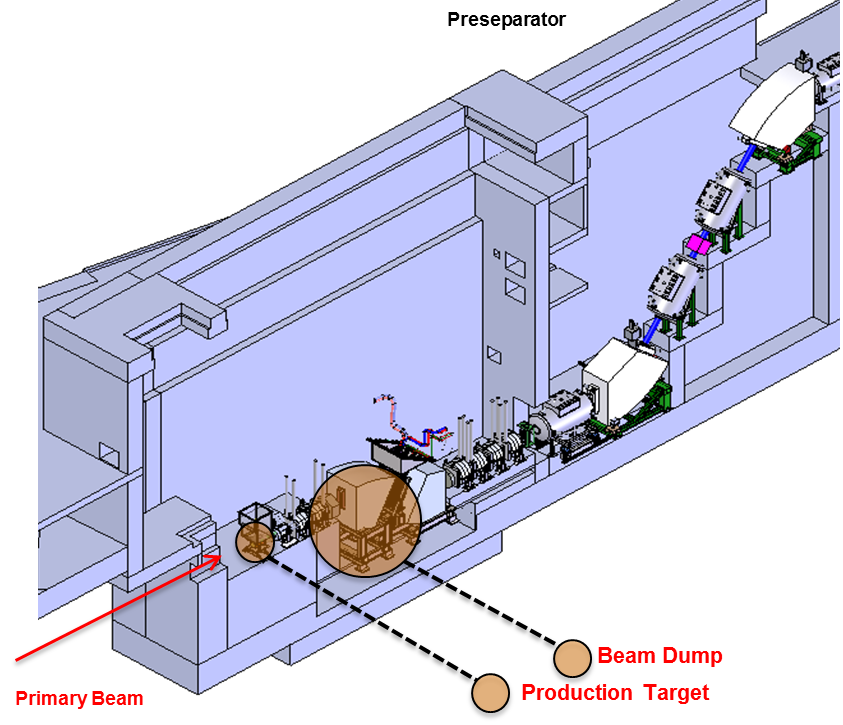 Preseparator
Beam Dump
Production Target
Primary Beam